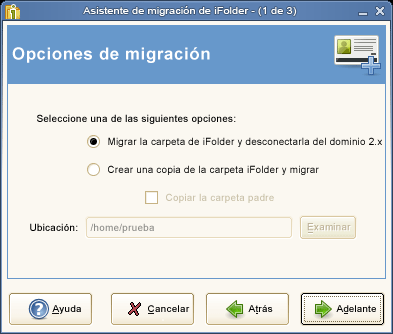 Asistente de migración de iFolder - (1 de 3)
Opciones de migración
Seleccione una de las siguientes opciones:
Migrar la carpeta de iFolder y desconectarla del dominio 2.x
Crear una copia de la carpeta iFolder y migrar
Copiar la carpeta padre
Ubicación: /home/prueba Examinar
Ayuda Cancelar Atrás Adelante